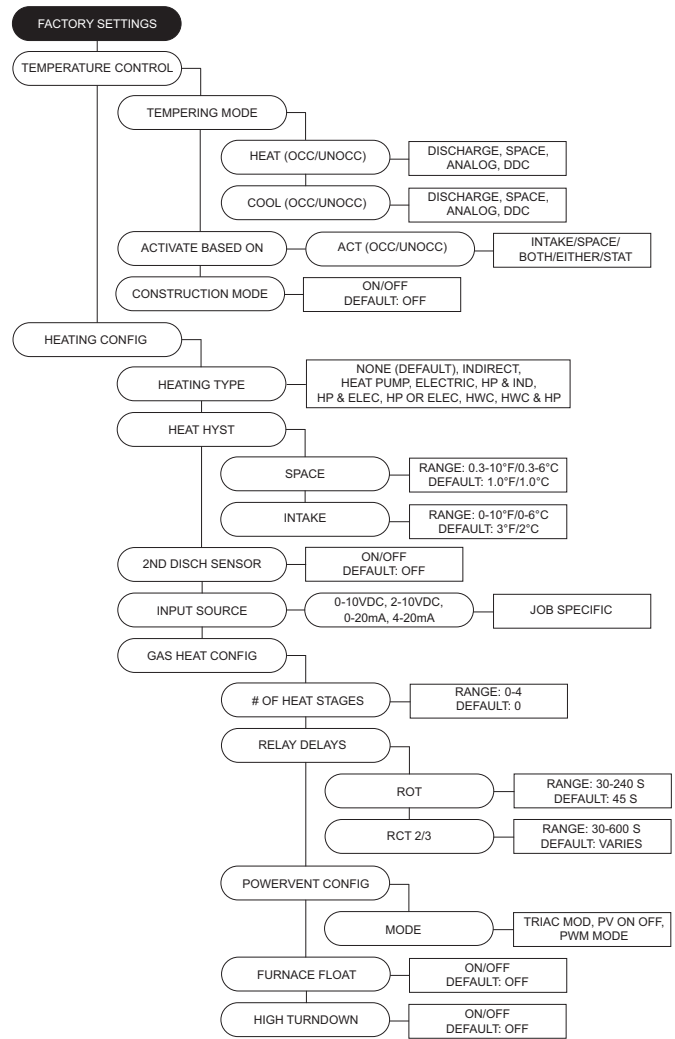 FACTORY SETTINGS
TEMPERATURE CONTROL
TEMPERING MODE
HEAT (OCC/UNOCC)
DISCHARGE, SPACE,
ANALOG, DDC
COOL (OCC/UNOCC)
DISCHARGE, SPACE,
ANALOG, DDC
ACTIVATE BASED ON
ACT (OCC/UNOCC)
INTAKE/SPACE/
BOTH/EITHER/STAT
CONSTRUCTION MODE
ON/OFF
DEFAULT: OFF
HEATING CONFIG
HEATING TYPE
NONE (DEFAULT), INDIRECT,
HEAT PUMP, ELECTRIC, HP & IND,
HP & ELEC, HP OR ELEC, HWC, HWC & HP
HEAT HYST
SPACE
RANGE: 0.3-10°F/0.3-6°C
DEFAULT: 1.0°F/1.0°C
INTAKE
RANGE: 0-10°F/0-6°C
DEFAULT: 3°F/2°C
2ND DISCH SENSOR
ON/OFF
DEFAULT: OFF
INPUT SOURCE
0-10VDC, 2-10VDC,
0-20mA, 4-20mA
JOB SPECIFIC
GAS HEAT CONFIG
# OF HEAT STAGES
RANGE: 0-4
DEFAULT: 0
RELAY DELAYS
ROT
RANGE: 30-240 S
DEFAULT: 45 S
RCT 2/3
RANGE: 30-600 S
DEFAULT: VARIES
POWERVENT CONFIG
MODE
TRIAC MOD, PV ON OFF,
PWM MODE
FURNACE FLOAT
ON/OFF
DEFAULT: OFF
HIGH TURNDOWN
ON/OFF
DEFAULT: OFF